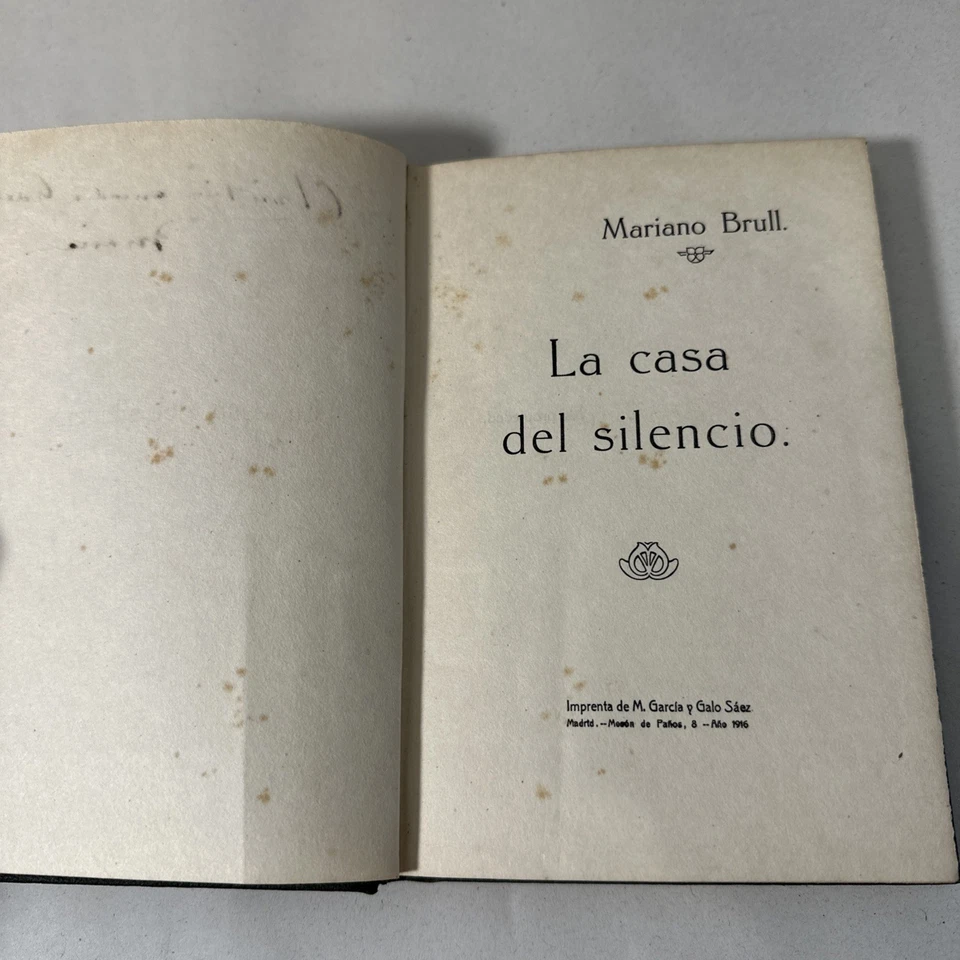 Mariano Brull.
La casa
del silencio.
Imprenta de M. García y Galo Sáez
Madrid.--Mesón de Paños, 8 --Año 1916